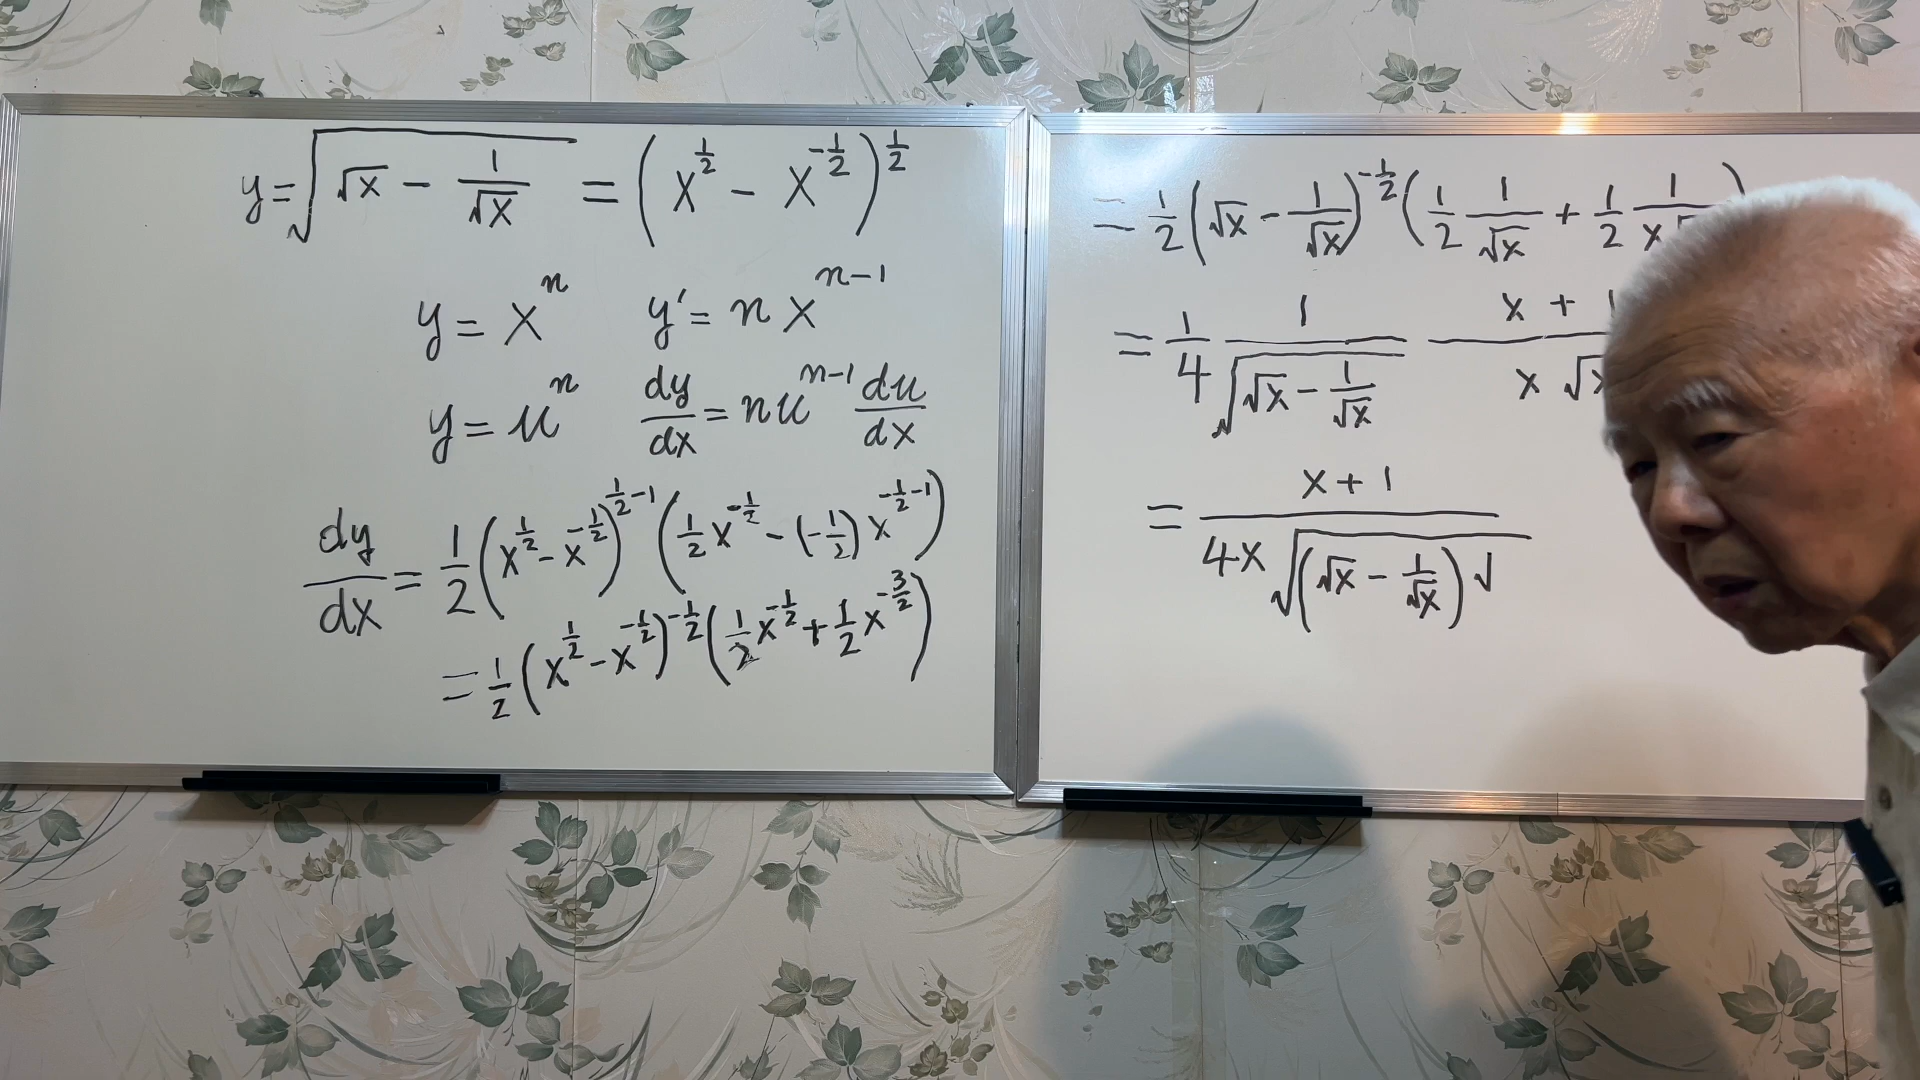 y = √(√x - 1/√x) = (x^(1/2) - x^(-1/2))^(1/2)
y = x^n y' = n x^(n-1)
y = u^n dy/dx = n u^(n-1) du/dx
dy/dx = 1/2 (x^(1/2) - x^(-1/2))^(1/2-1) (1/2 x^(-1/2) - (-1/2) x^(-1/2-1))
= 1/2 (x^(1/2) - x^(-1/2))^(-1/2) (1/2 x^(-1/2) + 1/2 x^(-3/2))
= 1/2 (√x - 1/√x)^(-1/2) (1/2 1/√x + 1/2 1/(x√
= 1/4 1/√(√x - 1/√x) (x + 1)/(x √x
= (x + 1)/(4x √((√x - 1/√x) √